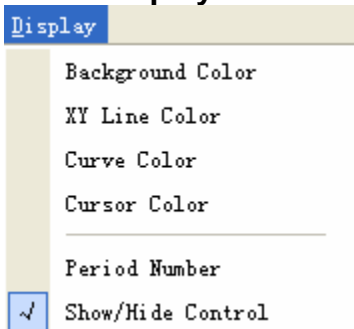 Display
Background Color
XY Line Color
Curve Color
Cursor Color
Period Number
Show/Hide Control